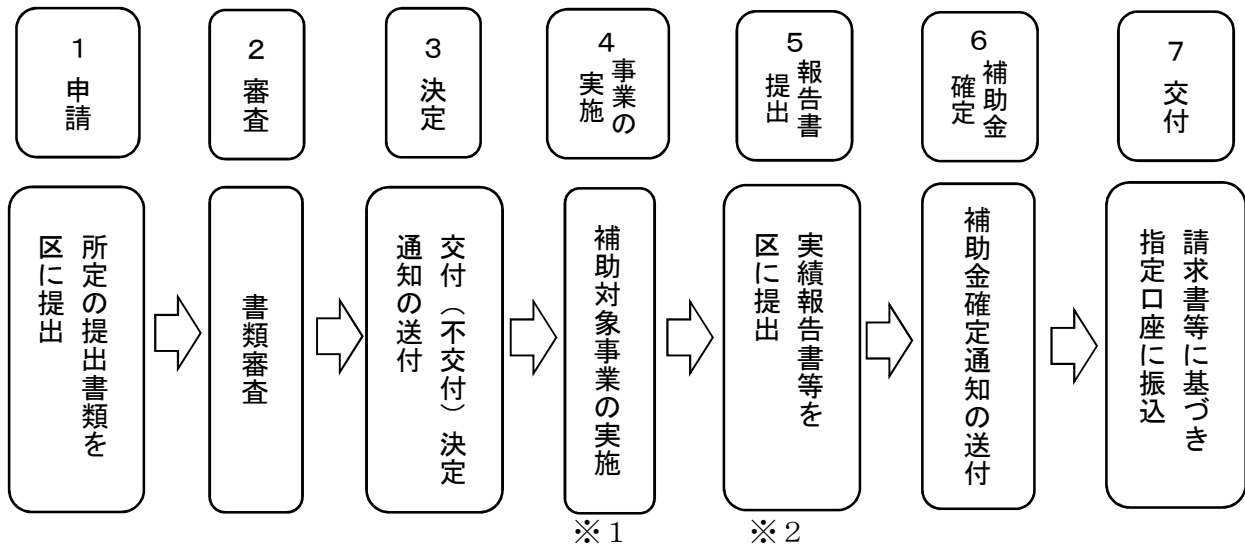 1
申請
2
審査
3
決定
4
事業の
実施
5
報告書
提出
6
補助金
確定
7
交付
所定の提出書類を
区に提出
書類審査
交付（不交付）決定
通知の送付
補助対象事業の実施
実績報告書等を
区に提出
補助金確定通知の送付
請求書等に基づき
指定口座に振込
※1
※2